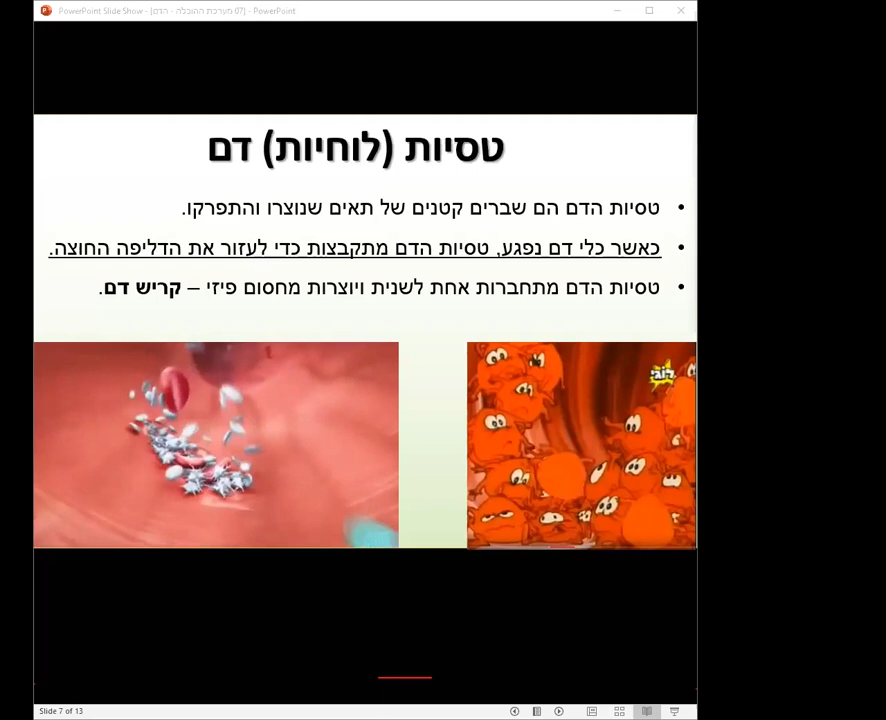 PowerPoint Slide Show - [07 מערכת ההובלה - הדם] - PowerPoint
טסיות (לוחיות) דם
• טסיות הדם הם שברים קטנים של תאים שנוצרו והתפרקו.
• כאשר כלי דם נפגע, טסיות הדם מתקבצות כדי לעזור את הדליפה החוצה.
• טסיות הדם מתחברות אחת לשנית ויוצרות מחסום פיזי – קריש דם.
Slide 7 of 13